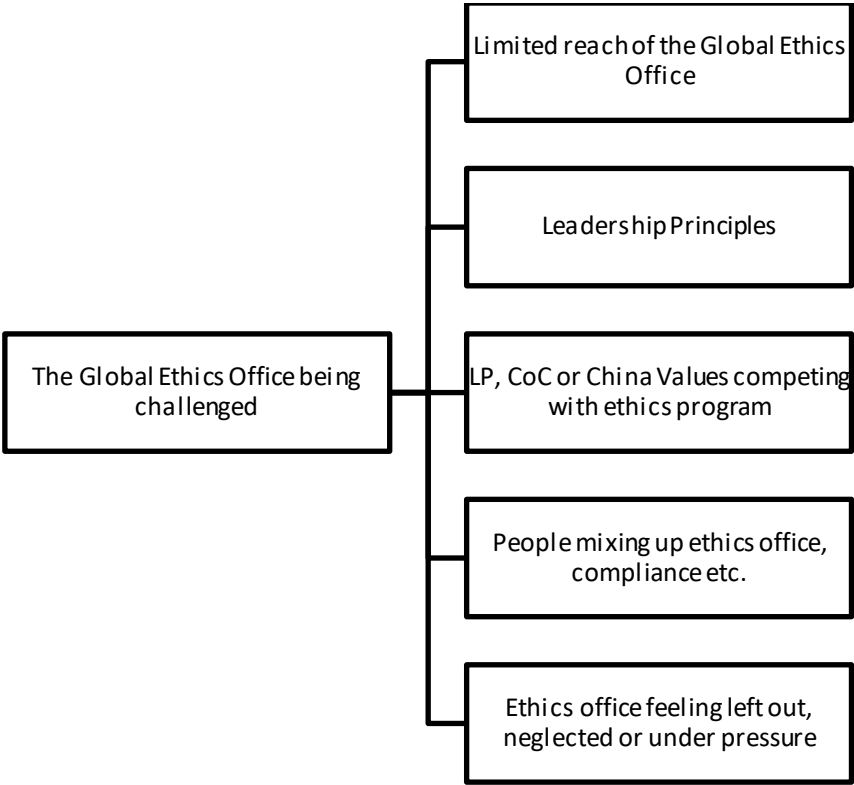 Limited reach of the Global Ethics
Office
Leadership Principles
The Global Ethics Office being
challenged
LP, CoC or China Values competing
with ethics program
People mixing up ethics office,
compliance etc.
Ethics office feeling left out,
neglected or under pressure